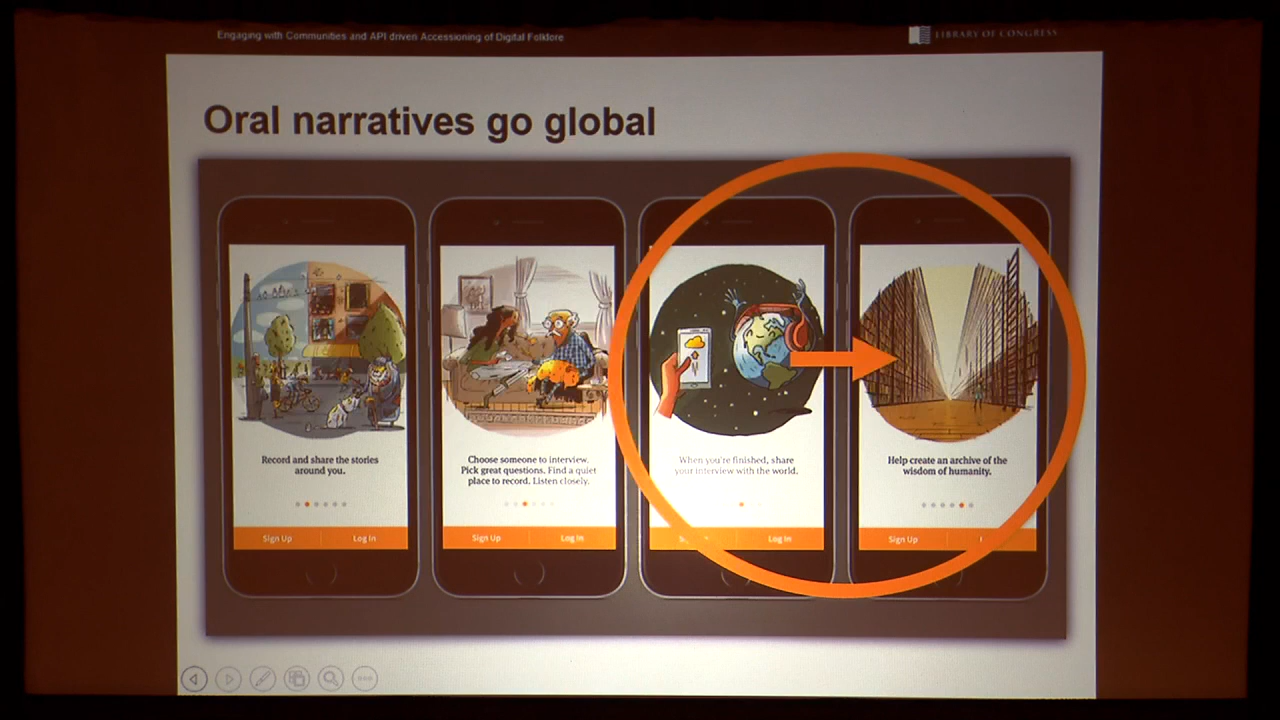 Engaging with Communities and API driven Accessioning of Digital Folklore
LIBRARY OF CONGRESS
Oral narratives go global
Record and share the stories
around you.
Sign Up
Log In
Choose someone to interview.
Pick great questions. Find a quiet
place to record. Listen closely.
Sign Up
Log In
When you're finished, share
your interview with the world.
Log In
Help create an archive of the
wisdom of humanity.
Sign Up